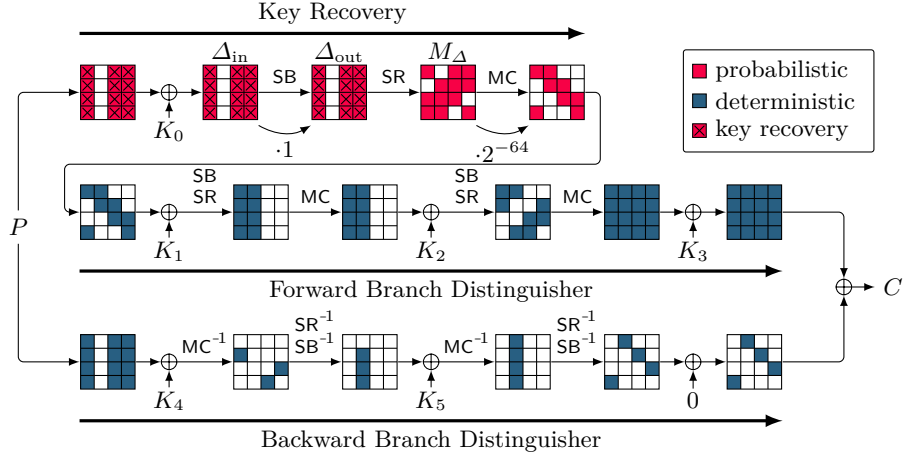 Key Recovery
Δin Δout MΔ
SB SR MC
K0
·1 ·2−64
probabilistic
deterministic
key recovery
SB
SR MC SB
SR MC
K1 K2 K3
P
Forward Branch Distinguisher
C
MC-1 SR-1
SB-1 MC-1 SR-1
SB-1
K4 K5 0
Backward Branch Distinguisher